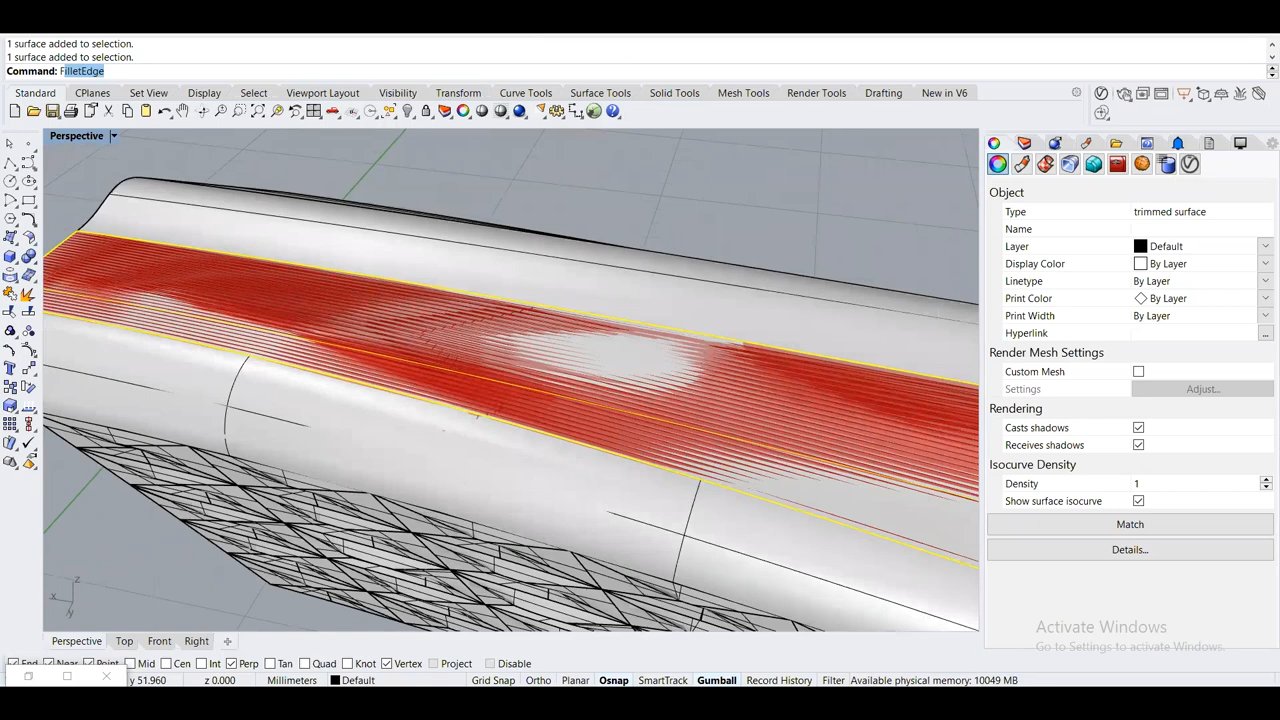 1 surface added to selection.
1 surface added to selection.
Command: FilletEdge
Standard CPlanes Set View Display Select Viewport Layout Visibility Transform Curve Tools Surface Tools Solid Tools Mesh Tools Render Tools Drafting New in V6
Perspective
Object
Type trimmed surface
Name
Layer Default
Display Color By Layer
Linetype By Layer
Print Color By Layer
Print Width By Layer
Hyperlink ...
Render Mesh Settings
Custom Mesh
Settings Adjust...
Rendering
Casts shadows
Receives shadows
Isocurve Density
Density 1
Show surface isocurve
Match
Details...
z
x
y
Activate Windows
Go to Settings to activate Windows.
Perspective Top Front Right
End Near Point Mid Cen Int Perp Tan Quad Knot Vertex Project Disable
y 51.960 z 0.000 Millimeters Default Grid Snap Ortho Planar Osnap SmartTrack Gumball Record History Filter Available physical memory: 10049 MB